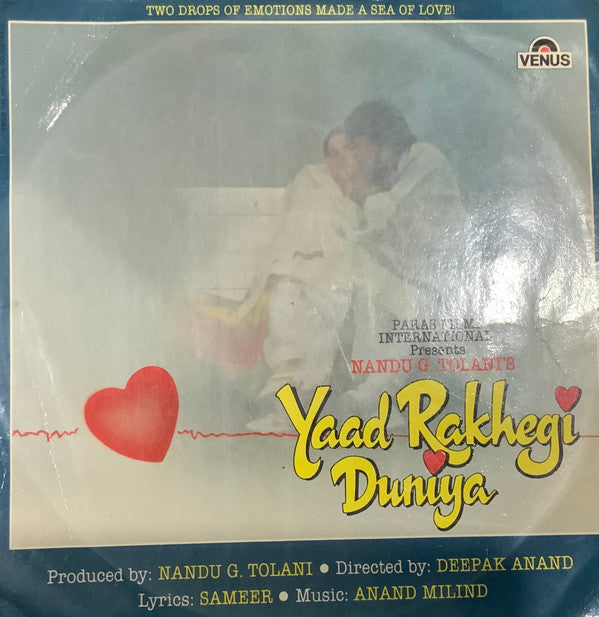 TWO DROPS OF EMOTIONS MADE A SEA OF LOVE!
VENUS
PARAS FILMS
INTERNATIONAL
Presents
NANDU G. TOLANI'S
Yaad Rakhegi
Duniya
Produced by: NANDU G. TOLANI • Directed by: DEEPAK ANAND
Lyrics: SAMEER • Music: ANAND MILIND